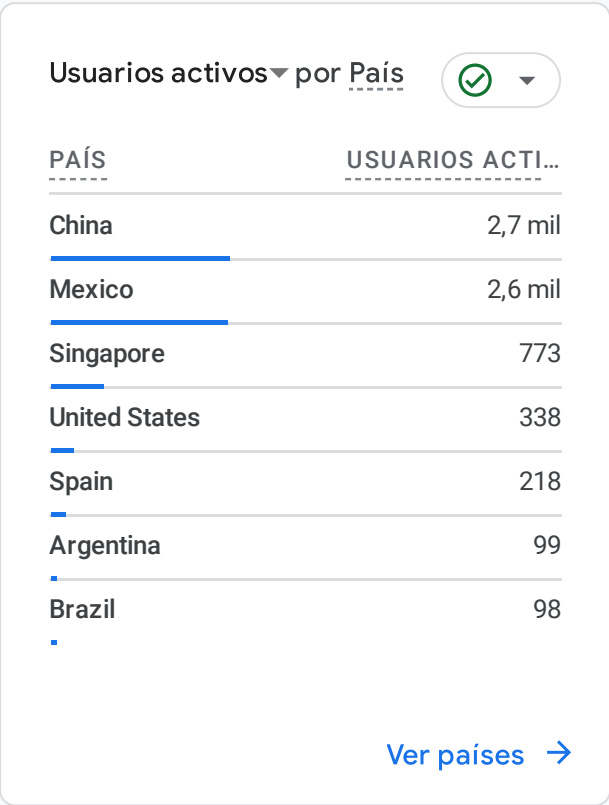 Usuarios activos por País
PAÍS USUARIOS ACTI...
China 2,7 mil
Mexico 2,6 mil
Singapore 773
United States 338
Spain 218
Argentina 99
Brazil 98
Ver países